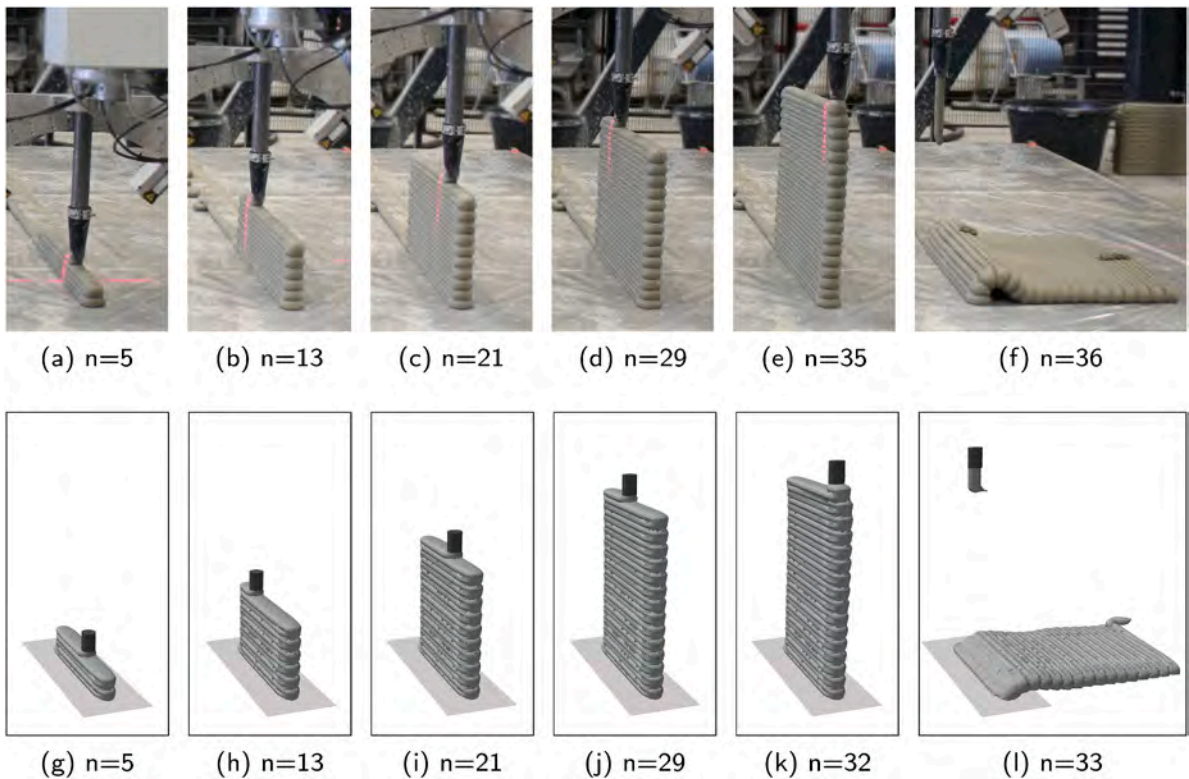 (a) n=5 (b) n=13 (c) n=21 (d) n=29 (e) n=35 (f) n=36
(g) n=5 (h) n=13 (i) n=21 (j) n=29 (k) n=32 (l) n=33